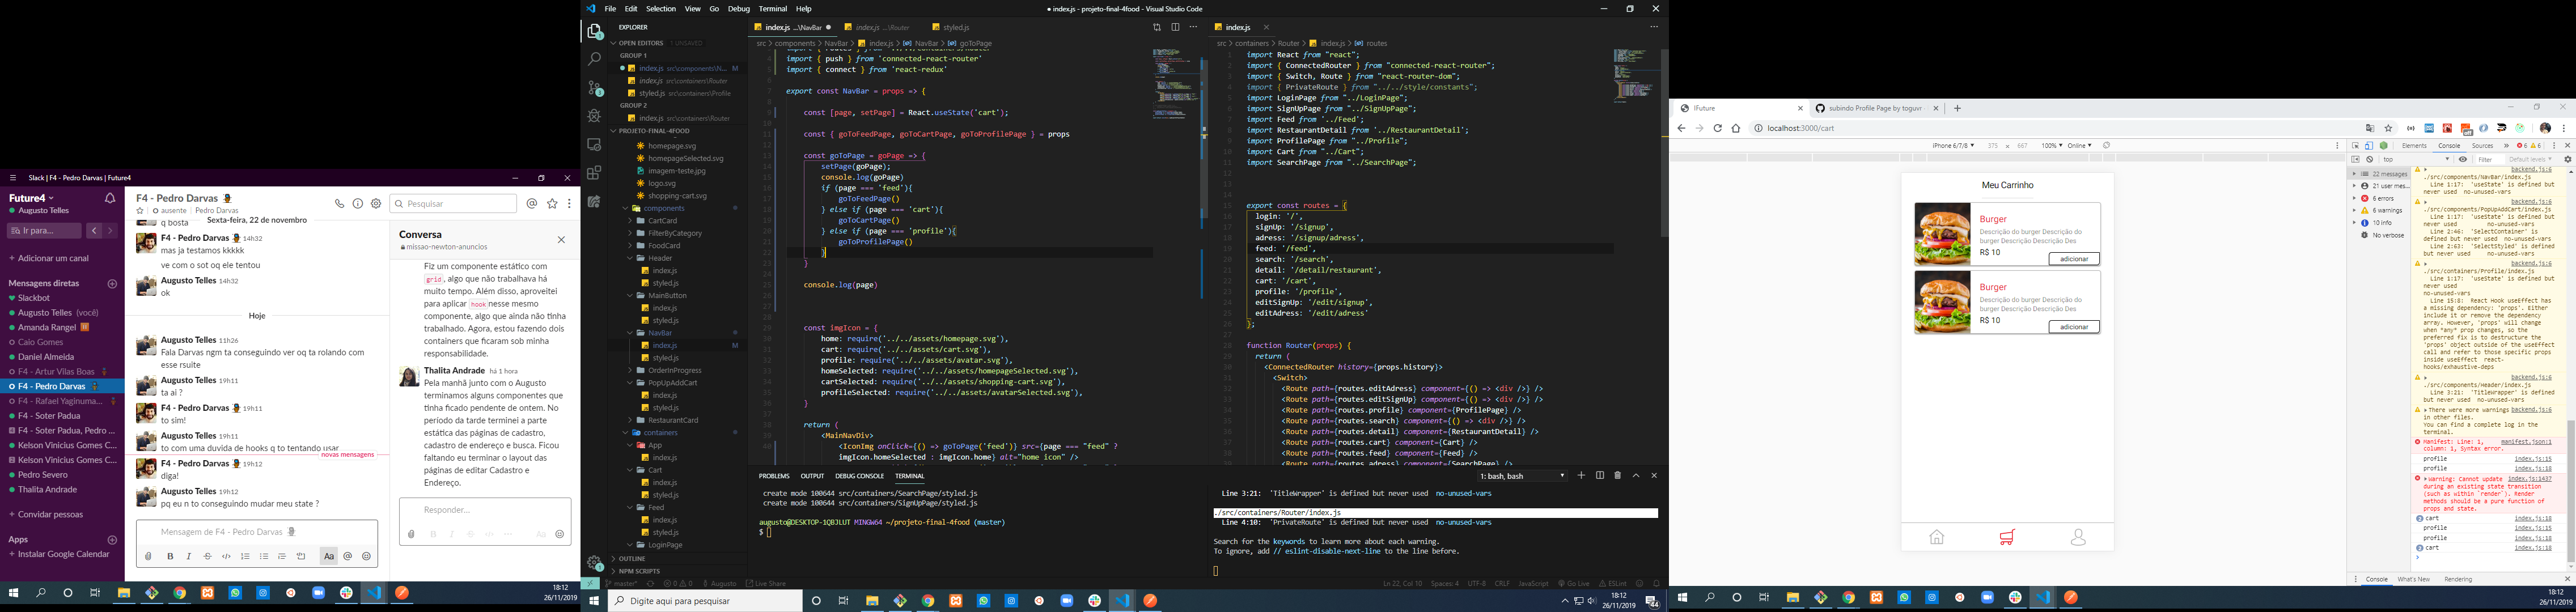 Slack | F4 - Pedro Darvas | Future4
Future4
Augusto Telles
Ir para...
Adicionar um canal
Mensagens diretas
Slackbot
Augusto Telles (você)
Amanda Rangel
Caio Gomes
Daniel Almeida
F4 - Artur Vilas Boas
F4 - Pedro Darvas
F4 - Rafael Yaginuma...
F4 - Soter Padua
F4 - Soter Padua, Pedro ...
Kelson Vinicius Gomes C...
Kelson Vinicius Gomes C...
Pedro Severo
Thalita Andrade
Convidar pessoas
Apps
Instalar Google Calendar
F4 - Pedro Darvas
ausente | Pedro Darvas
Pesquisar
Sexta-feira, 22 de novembro
q bosta
F4 - Pedro Darvas 14h32
mas ja testamos kkkkk
ve com o sot oq ele tentou
Augusto Telles 14h32
ok
Hoje
Augusto Telles 11h26
Fala Darvas ngm ta conseguindo ver oq ta rolando com
esse rsuite
Augusto Telles 19h11
ta ai ?
F4 - Pedro Darvas 19h11
to sim!
Augusto Telles 19h11
to com uma duvida de hooks q to tentando usar
novas mensagens
F4 - Pedro Darvas 19h12
diga!
Augusto Telles 19h12
pq eu n to conseguindo mudar meu state ?
Mensagem de F4 - Pedro Darvas
Conversa
missao-newton-anuncios
Fiz um componente estático com
grid, algo que não trabalhava há
muito tempo. Além disso, aproveitei
para aplicar hook nesse mesmo
componente, algo que ainda não tinha
trabalhado. Agora, estou fazendo dois
containers que ficaram sob minha
responsabilidade.
Thalita Andrade há 1 hora
Pela manhã junto com o Augusto
terminamos alguns componentes que
tinha ficado pendente de ontem. No
período da tarde terminei a parte
estática das páginas de cadastro,
cadastro de endereço e busca. Ficou
faltando eu terminar o layout das
páginas de editar Cadastro e
Endereço.
Responder...
18:12
26/11/2019
File Edit Selection View Go Debug Terminal Help
● index.js - projeto-final-4food - Visual Studio Code
EXPLORER
OPEN EDITORS 1 UNSAVED
GROUP 1
index.js src\components\N... M
index.js src\containers\Router
styled.js src\containers\Profile
GROUP 2
index.js src\containers\Router
PROJETO-FINAL-4FOOD
homepage.svg
homepageSelected.svg
imagem-teste.jpg
logo.svg
shopping-cart.svg
components
CartCard
FilterByCategory
FoodCard
Header
index.js
styled.js
MainButton
index.js
styled.js
NavBar
index.js M
styled.js
OrderInProgress
PopUpAddCart
index.js
styled.js
RestaurantCard
containers
App
index.js
Cart
index.js
styled.js
Feed
index.js
styled.js
LoginPage
OUTLINE
NPM SCRIPTS
index.js ...\NavBar
index.js ...\Router
styled.js
src > components > NavBar > index.js > NavBar > goToPage
import { push } from 'connected-react-router'
import { connect } from 'react-redux'
export const NavBar = props => {
const [page, setPage] = React.useState('cart');
const { goToFeedPage, goToCartPage, goToProfilePage } = props
const goToPage = goPage => {
setPage(goPage);
console.log(goPage)
if (page === 'feed'){
goToFeedPage()
} else if (page === 'cart'){
goToCartPage()
} else if (page === 'profile'){
goToProfilePage()
}
}
console.log(page)
const imgIcon = {
home: require('../../assets/homepage.svg'),
cart: require('../../assets/cart.svg'),
profile: require('../../assets/avatar.svg'),
homeSelected: require('../../assets/homepageSelected.svg'),
cartSelected: require('../../assets/shopping-cart.svg'),
profileSelected: require('../../assets/avatarSelected.svg'),
}
return (
<MainNavDiv>
<IconImg onClick={() => goToPage('feed')} src={page === "feed" ?
imgIcon.homeSelected : imgIcon.home} alt="home icon" />
index.js
src > containers > Router > index.js > routes
import React from "react";
import { ConnectedRouter } from "connected-react-router";
import { Switch, Route } from "react-router-dom";
import { PrivateRoute } from "../../style/constants";
import LoginPage from "../LoginPage";
import SignUpPage from "../SignUpPage";
import Feed from '../Feed';
import RestaurantDetail from '../RestaurantDetail';
import ProfilePage from "../Profile";
import Cart from "../Cart";
import SearchPage from "../SearchPage";
export const routes = {
login: '/',
signUp: '/signup',
adress: '/signup/adress',
feed: '/feed',
search: '/search',
detail: '/detail/restaurant',
cart: '/cart',
profile: '/profile',
editSignUp: '/edit/signup',
editAdress: '/edit/adress'
};
function Router(props) {
return (
<ConnectedRouter history={props.history}>
<Switch>
<Route path={routes.editAdress} component={() => <div />} />
<Route path={routes.editSignUp} component={() => <div />} />
<Route path={routes.profile} component={ProfilePage} />
<Route path={routes.search} component={() => <div />} />
<Route path={routes.detail} component={RestaurantDetail} />
<Route path={routes.cart} component={Cart} />
<Route path={routes.feed} component={Feed} />
<Route path={routes.adress} component={SearchPage} />
PROBLEMS OUTPUT DEBUG CONSOLE TERMINAL
1: bash, bash
create mode 100644 src/containers/SearchPage/styled.js
create mode 100644 src/containers/SignUpPage/styled.js
augusto@DESKTOP-1QBJLUT MINGW64 ~/projeto-final-4food (master)
$
Line 3:21: 'TitleWrapper' is defined but never used no-unused-vars
./src/containers/Router/index.js
Line 4:10: 'PrivateRoute' is defined but never used no-unused-vars
Search for the keywords to learn more about each warning.
To ignore, add // eslint-disable-next-line to the line before.
master* 0 0 Augusto Live Share
Ln 22, Col 10 Spaces: 4 UTF-8 CRLF JavaScript Go Live ESLint
Digite aqui para pesquisar
18:12
26/11/2019
44
IFuture
subindo Profile Page by toguvr
localhost:3000/cart
iPhone 6/7/8 375 x 667 100% Online
Meu Carrinho
Burger
Descrição do burger Descrição do
burger Descrição Descrição Des
R$ 10
adicionar
Burger
Descrição do burger Descrição do
burger Descrição Descrição Des
R$ 10
adicionar
Elements Console Sources 6 6
top Filter Default levels
22 messages
21 user mes...
6 errors
6 warnings
10 info
No verbose
backend.js:6
./src/components/NavBar/index.js
Line 1:17: 'useState' is defined but
never used no-unused-vars
backend.js:6
./src/components/PopUpAddCart/index.js
Line 1:17: 'useState' is defined but
never used no-unused-vars
Line 2:46: 'SelectContainer' is
defined but never used no-unused-vars
Line 2:63: 'SelectStyled' is defined
but never used no-unused-vars
backend.js:6
./src/containers/Profile/index.js
Line 1:17: 'useState' is defined but
never used
no-unused-vars
Line 15:8: React Hook useEffect has
a missing dependency: 'props'. Either
include it or remove the dependency
array. However, 'props' will change
when *any* prop changes, so the
preferred fix is to destructure the
'props' object outside of the useEffect
call and refer to those specific props
inside useEffect react-
hooks/exhaustive-deps
backend.js:6
./src/components/Header/index.js
Line 3:21: 'TitleWrapper' is defined
but never used no-unused-vars
There were more warnings backend.js:6
in other files.
You can find a complete log in the
terminal.
Manifest: Line: 1, manifest.json:1
column: 1, Syntax error.
profile index.js:15
profile index.js:18
Warning: Cannot update index.js:1437
during an existing state transition
(such as within `render`). Render
methods should be a pure function of
props and state.
2 cart index.js:18
profile index.js:15
profile index.js:18
2 cart index.js:18
Console What's New Rendering
18:12
26/11/2019